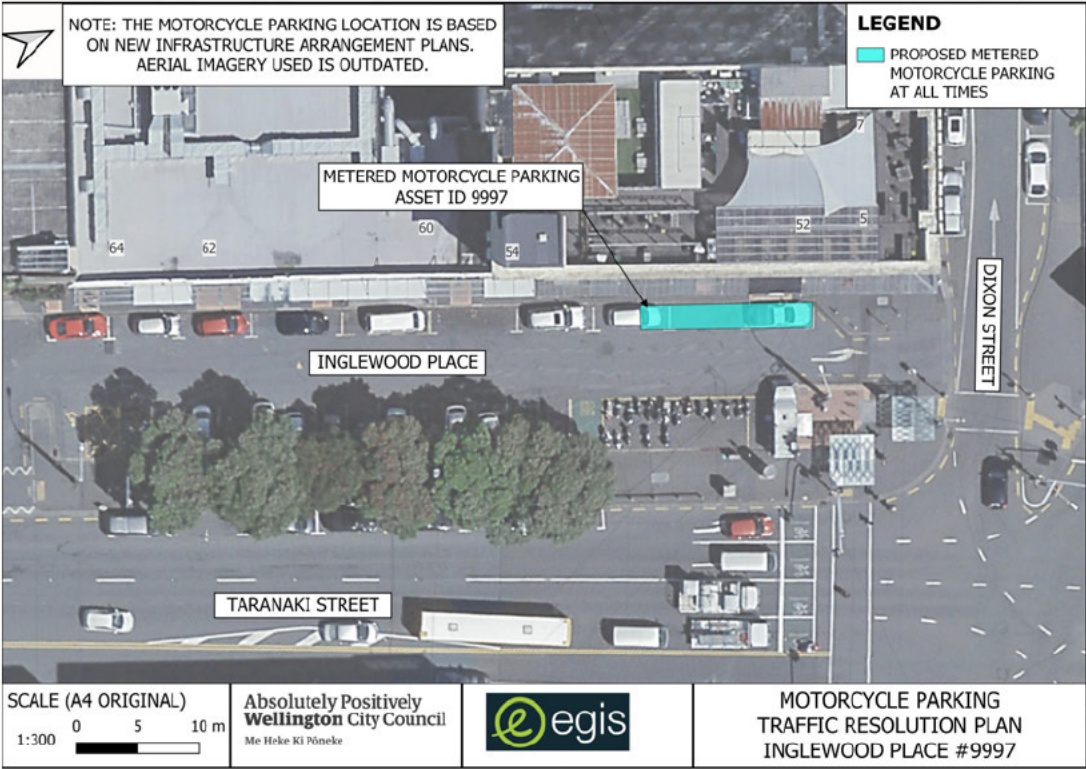 NOTE: THE MOTORCYCLE PARKING LOCATION IS BASED
ON NEW INFRASTRUCTURE ARRANGEMENT PLANS.
AERIAL IMAGERY USED IS OUTDATED.
LEGEND
PROPOSED METERED
MOTORCYCLE PARKING
AT ALL TIMES
METERED MOTORCYCLE PARKING
ASSET ID 9997
7
5
52
54
60
62
64
INGLEWOOD PLACE
DIXON STREET
TARANAKI STREET
SCALE (A4 ORIGINAL)
1:300
0 5 10 m
Absolutely Positively
Wellington City Council
Me Heke Ki Pōneke
egis
MOTORCYCLE PARKING
TRAFFIC RESOLUTION PLAN
INGLEWOOD PLACE #9997